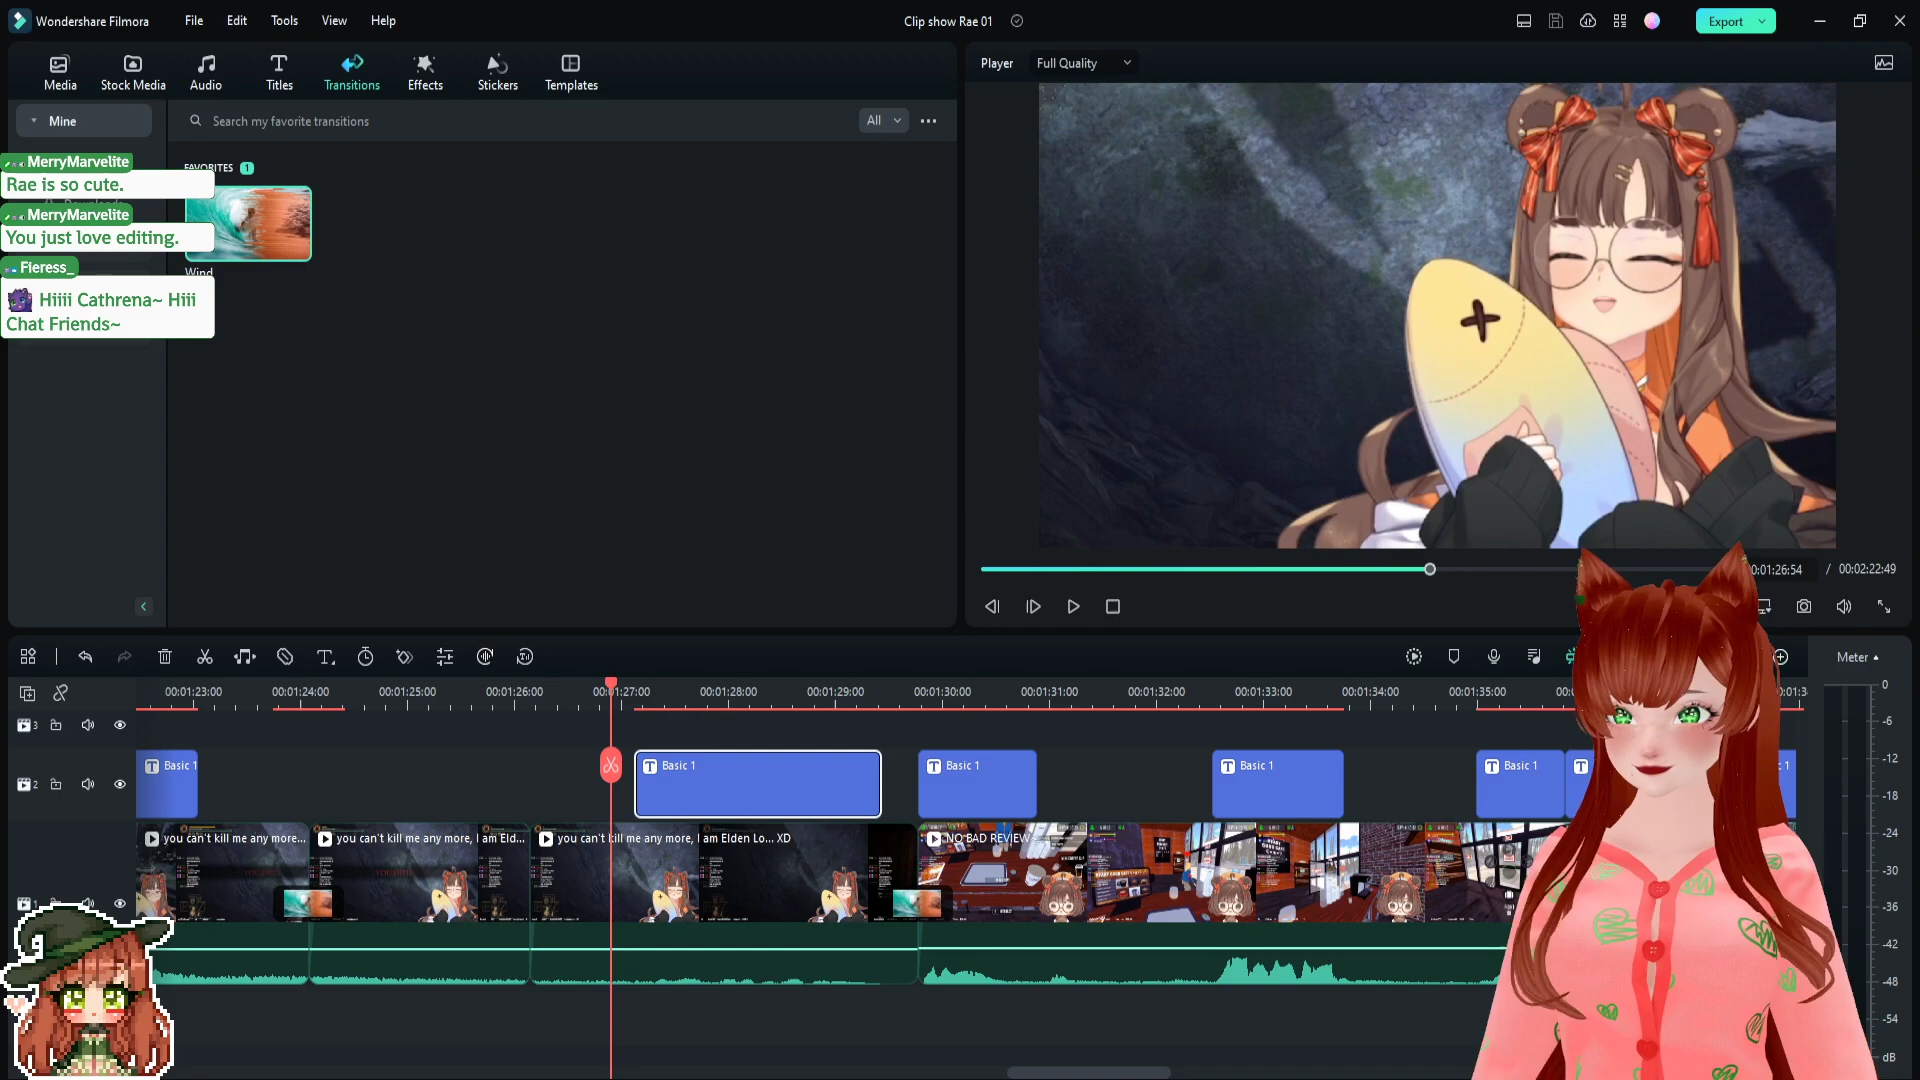 Wondershare Filmora
File
Edit
Tools
View
Help
Clip show Rae 01
Export
Media
Stock Media
Audio
Titles
Transitions
Effects
Stickers
Templates
Player
Full Quality
Mine
Search my favorite transitions
All
FAVORITES 1
Wind
MerryMarvelite
Rae is so cute.
MerryMarvelite
You just love editing.
Fieress_
Hiiii Cathrena~ Hiii
Chat Friends~
0:01:26:54 / 00:02:22:49
Meter
00:01:23:00
00:01:24:00
00:01:25:00
00:01:26:00
00:01:27:00
00:01:28:00
00:01:29:00
00:01:30:00
00:01:31:00
00:01:32:00
00:01:33:00
00:01:34:00
00:01:35:00
3
2
1
Basic 1
Basic 1
Basic 1
Basic 1
Basic 1
you can't kill me any more...
you can't kill me any more, I am Eld...
you can't kill me any more, I am Elden Lo... XD
NO BAD REVIEW
0
-6
-12
-18
-24
-30
-36
-42
-48
-54
dB